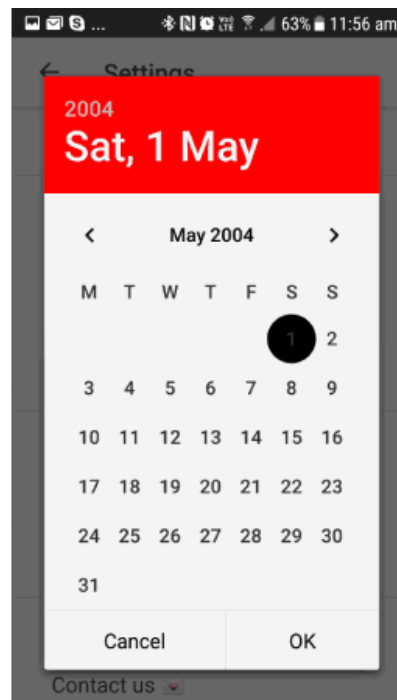 ... 63% 11:56 am
Settings
2004
Sat, 1 May
May 2004
M T W T F S S
1 2
3 4 5 6 7 8 9
10 11 12 13 14 15 16
17 18 19 20 21 22 23
24 25 26 27 28 29 30
31
Cancel OK
Contact us